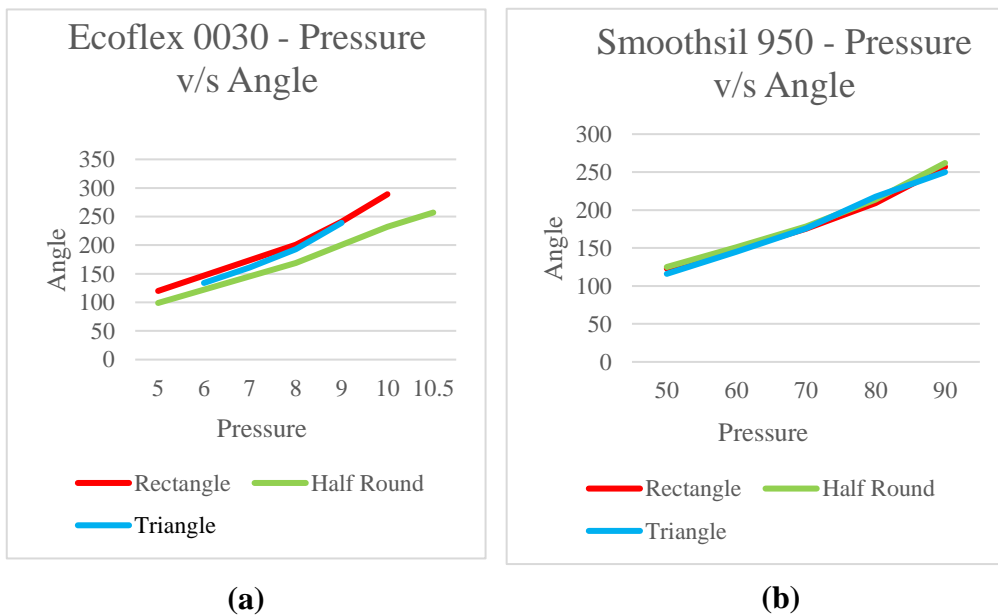 Ecoflex 0030 - Pressure
v/s Angle
350
300
250
200
150
100
50
0
Angle
5 6 7 8 9 10 10.5
Pressure
Rectangle Half Round
Triangle
(a)
Smoothsil 950 - Pressure
v/s Angle
300
250
200
150
100
50
0
Angle
50 60 70 80 90
Pressure
Rectangle Half Round
Triangle
(b)